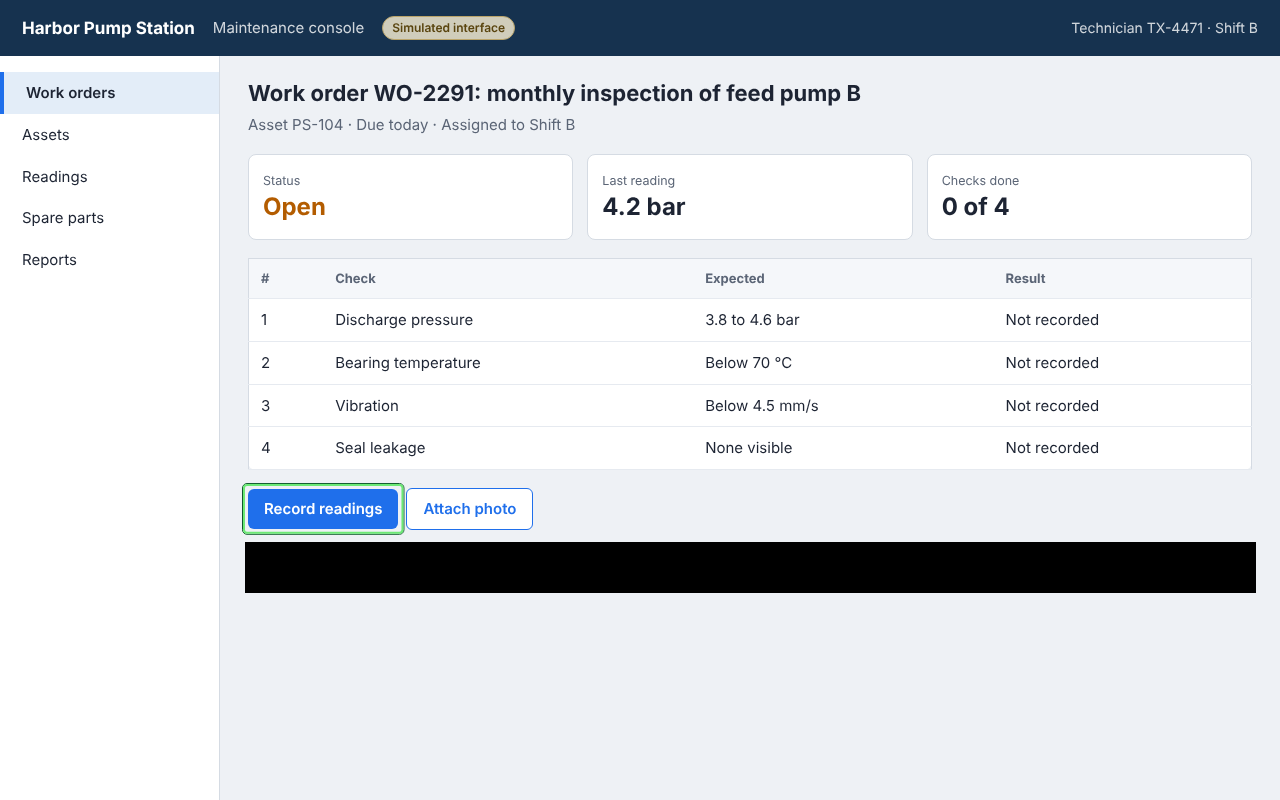 Harbor Pump Station Maintenance console Simulated interface Technician TX-4471 · Shift B
Work orders
Assets
Readings
Spare parts
Reports
Work order WO-2291: monthly inspection of feed pump B
Asset PS-104 · Due today · Assigned to Shift B
Status
Open
Last reading
4.2 bar
Checks done
0 of 4
# Check Expected Result
1 Discharge pressure 3.8 to 4.6 bar Not recorded
2 Bearing temperature Below 70 °C Not recorded
3 Vibration Below 4.5 mm/s Not recorded
4 Seal leakage None visible Not recorded
Record readings Attach photo